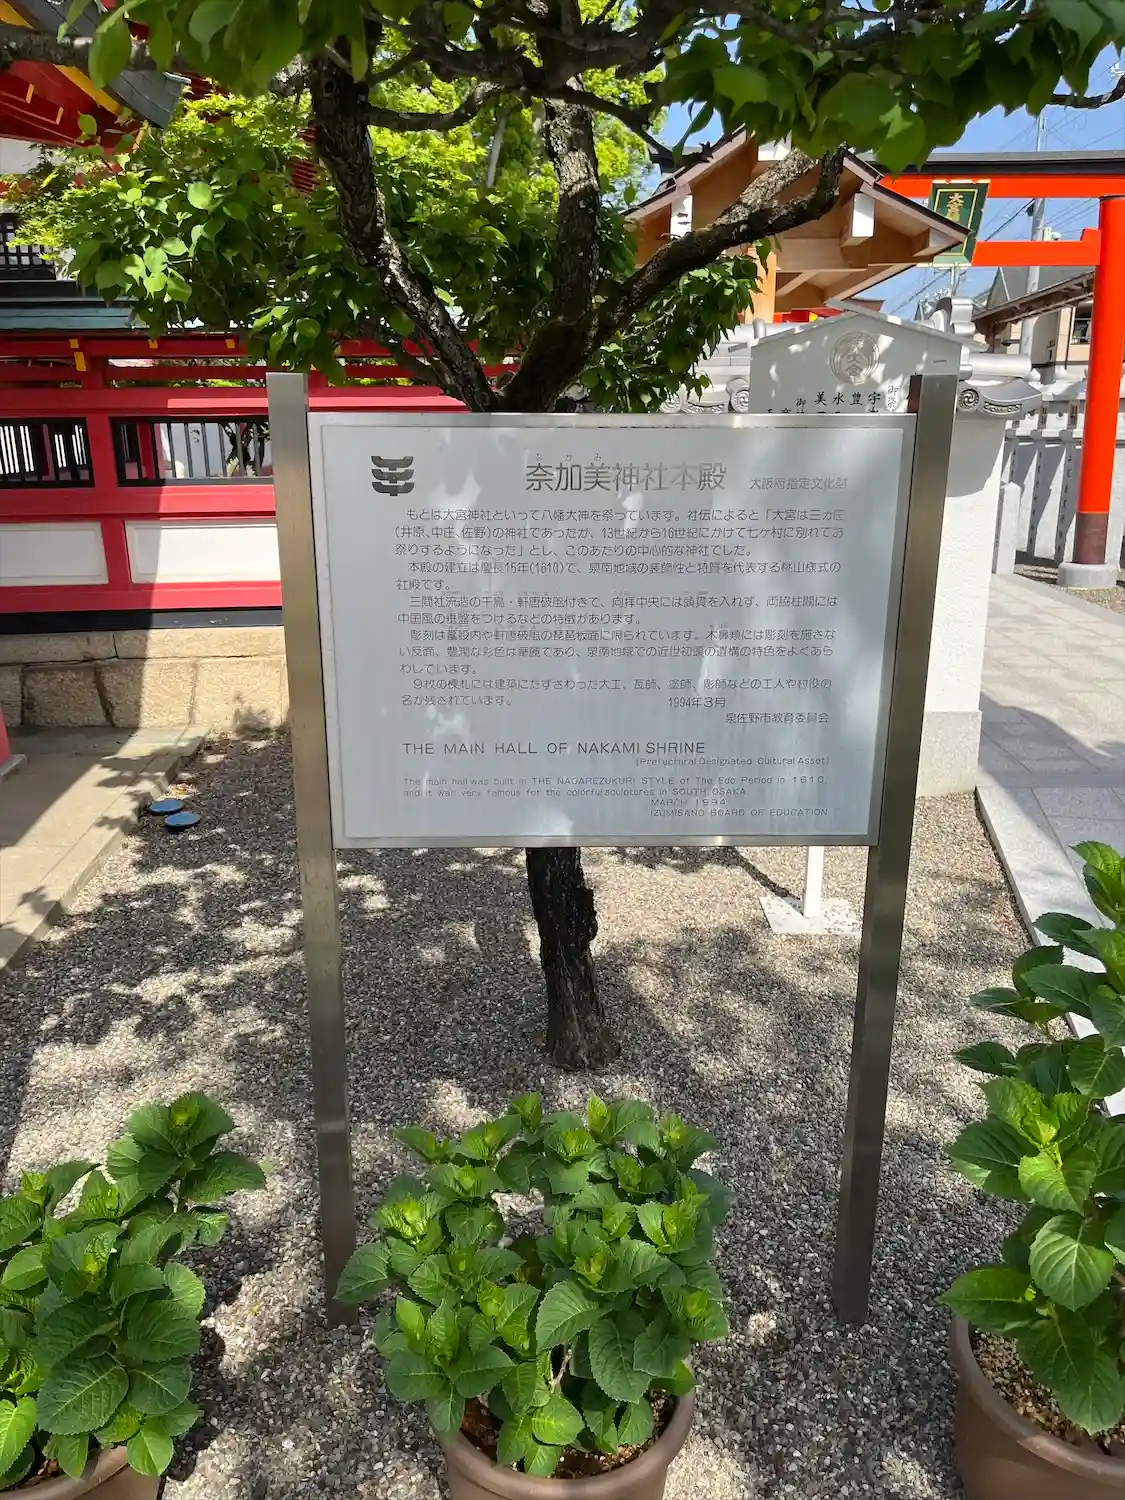 なかみ
奈加美神社本殿 大阪府指定文化財
もとは大宮神社といって八幡大神を祭っています。社伝によると「大宮は三カ庄
(井原、中庄、佐野)の神社であったが、13世紀から16世紀にかけて七ケ村に別れてお
祭りするようになった」とし、このあたりの中心的な神社でした。
本殿の建立は慶長15年(1610)で、泉南地域の装飾性と特質を代表する桃山様式の
社殿です。
三間社流造の千鳥・軒唐破風付きで、向拝中央には頭貫を入れず、両脇柱間には
中国風の虹盤をつけるなどの特徴があります。
彫刻は蟇股内や軒唐破風の琵琶板面に限られています。木鼻類には彫刻を施さな
い反面、豊潤な彩色は華麗であり、泉南地域での近世初頭の遺構の特色をよくあら
わしています。
9枚の棟札には建築にたずさわった大工、瓦師、塗師、彫師などの工人や村役の
名が残されています。 1994年3月
泉佐野市教育委員会
THE MAIN HALL OF NAKAMI SHRINE
(Prefectural Designated Cultural Asset)
The main hall was built in THE NAGAREZUKURI STYLE of The Edo Period in 1610,
and it was very famous for the colorful sculptures in SOUTH OSAKA.
MARCH 1994
IZUMISANO BOARD OF EDUCATION
宇
豊
水
美
御